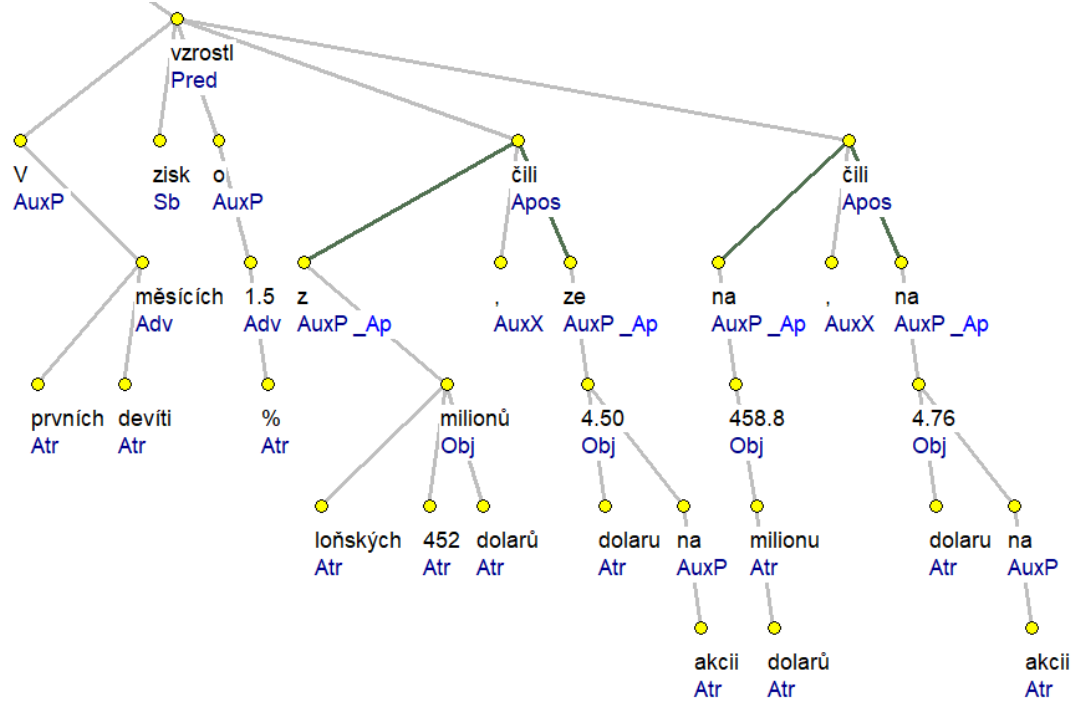 vzrostl
Pred
V zisk o čili čili
AuxP Sb AuxP Apos Apos
měsících 1.5 z , ze na , na
Adv Adv AuxP _Ap AuxX AuxP _Ap AuxP _Ap AuxX AuxP _Ap
prvních devíti % milionů 4.50 458.8 4.76
Atr Atr Atr Obj Obj Obj Obj
loňských 452 dolarů dolaru na milionu dolaru na
Atr Atr Atr Atr AuxP Atr Atr AuxP
akcii dolarů akcii
Atr Atr Atr